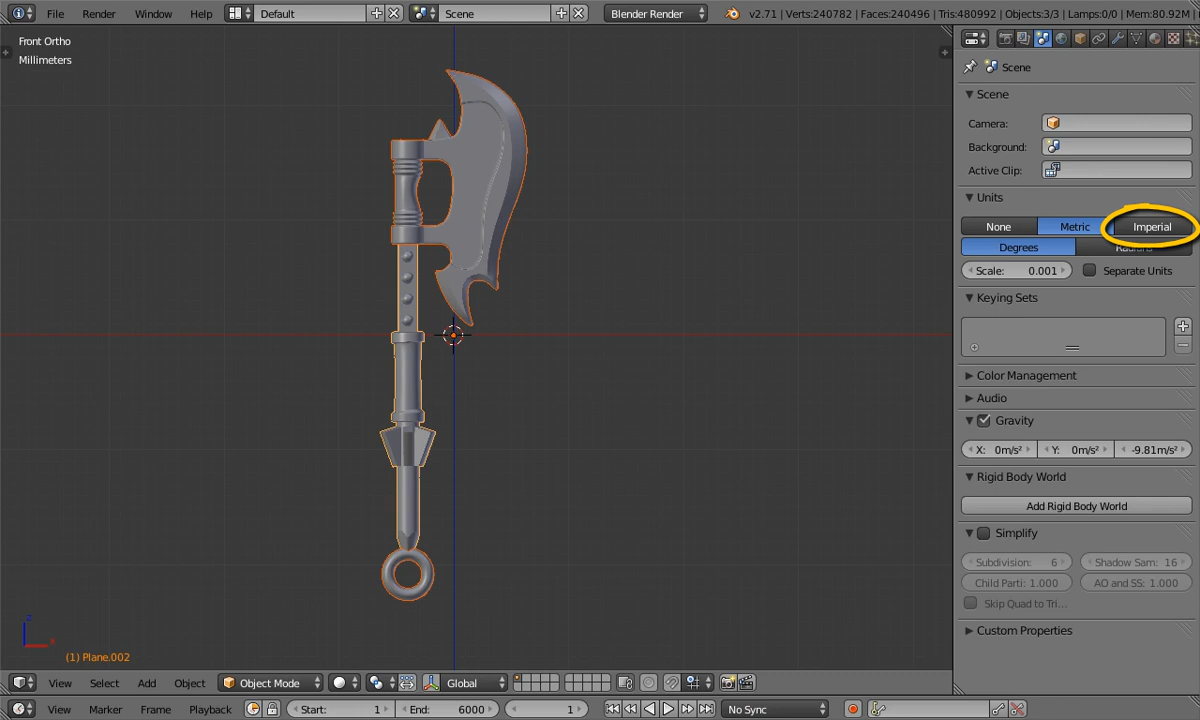 File Render Window Help Default Scene Blender Render v2.71 | Verts:240782 | Faces:240496 | Tris:480992 | Objects:3/3 | Lamps:0/0 | Mem:80.92M
Front Ortho
Millimeters
Scene
Scene
Camera:
Background:
Active Clip:
Units
None Metric Imperial
Degrees
Scale: 0.001 Separate Units
Keying Sets
Color Management
Audio
Gravity
X: 0m/s² Y: 0m/s² -9.81m/s²
Rigid Body World
Add Rigid Body World
Simplify
Subdivision: 6 Shadow Sam: 16
Child Parti: 1.000 AO and SS: 1.000
Skip Quad to Tri...
Custom Properties
z
x
(1) Plane.002
View Select Add Object Object Mode Global
View Marker Frame Playback Start: 1 End: 6000 1 No Sync